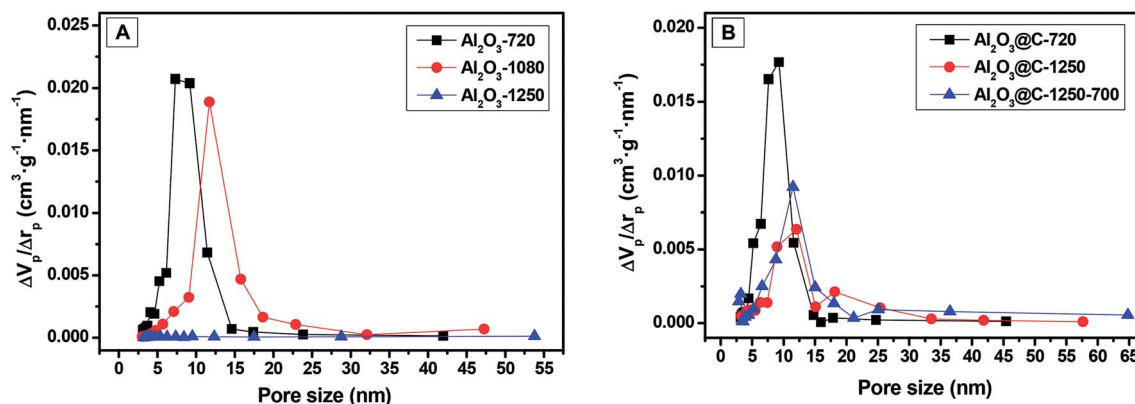 A
Al₂O₃-720
Al₂O₃-1080
Al₂O₃-1250
0.025
0.020
0.015
0.010
0.005
0.000
ΔVₚ/Δrₚ (cm³·g⁻¹·nm⁻¹)
0 5 10 15 20 25 30 35 40 45 50 55
Pore size (nm)
B
Al₂O₃@C-720
Al₂O₃@C-1250
Al₂O₃@C-1250-700
0.020
0.015
0.010
0.005
0.000
ΔVₚ/Δrₚ (cm³·g⁻¹·nm⁻¹)
0 5 10 15 20 25 30 35 40 45 50 55 60 65
Pore size (nm)